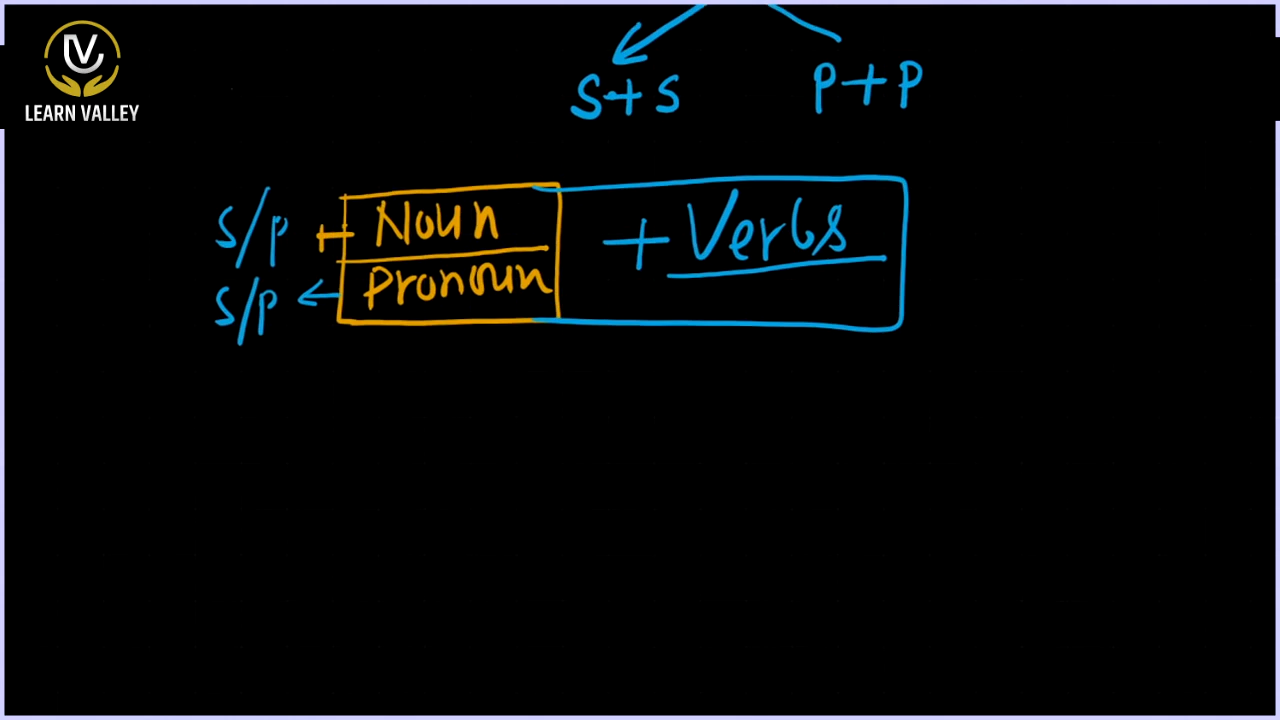 LEARN VALLEY
S+S P+P
S/P Noun + Verbs
S/P Pronoun